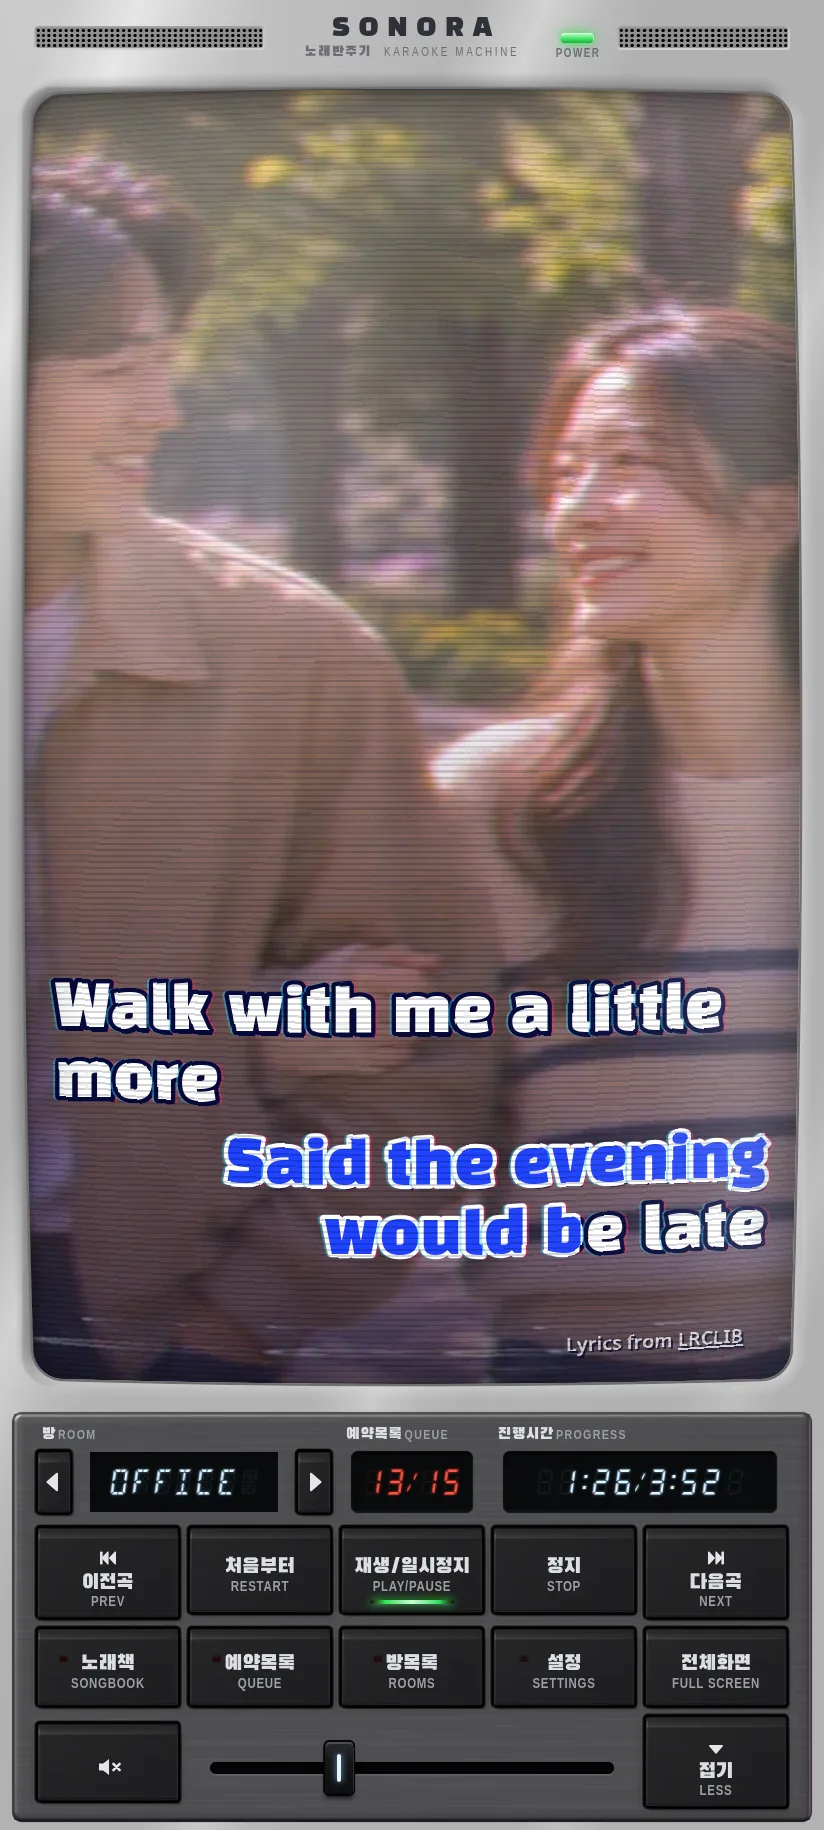 SONORA
노래반주기 KARAOKE MACHINE
POWER
Walk with me a little
more
Said the evening
would be late
Lyrics from LRCLIB
방 ROOM
예약목록 QUEUE
진행시간 PROGRESS
OFFICE
13/15
1:26/3:52
이전곡
PREV
처음부터
RESTART
재생/일시정지
PLAY/PAUSE
정지
STOP
다음곡
NEXT
노래책
SONGBOOK
예약목록
QUEUE
방목록
ROOMS
설정
SETTINGS
전체화면
FULL SCREEN
접기
LESS